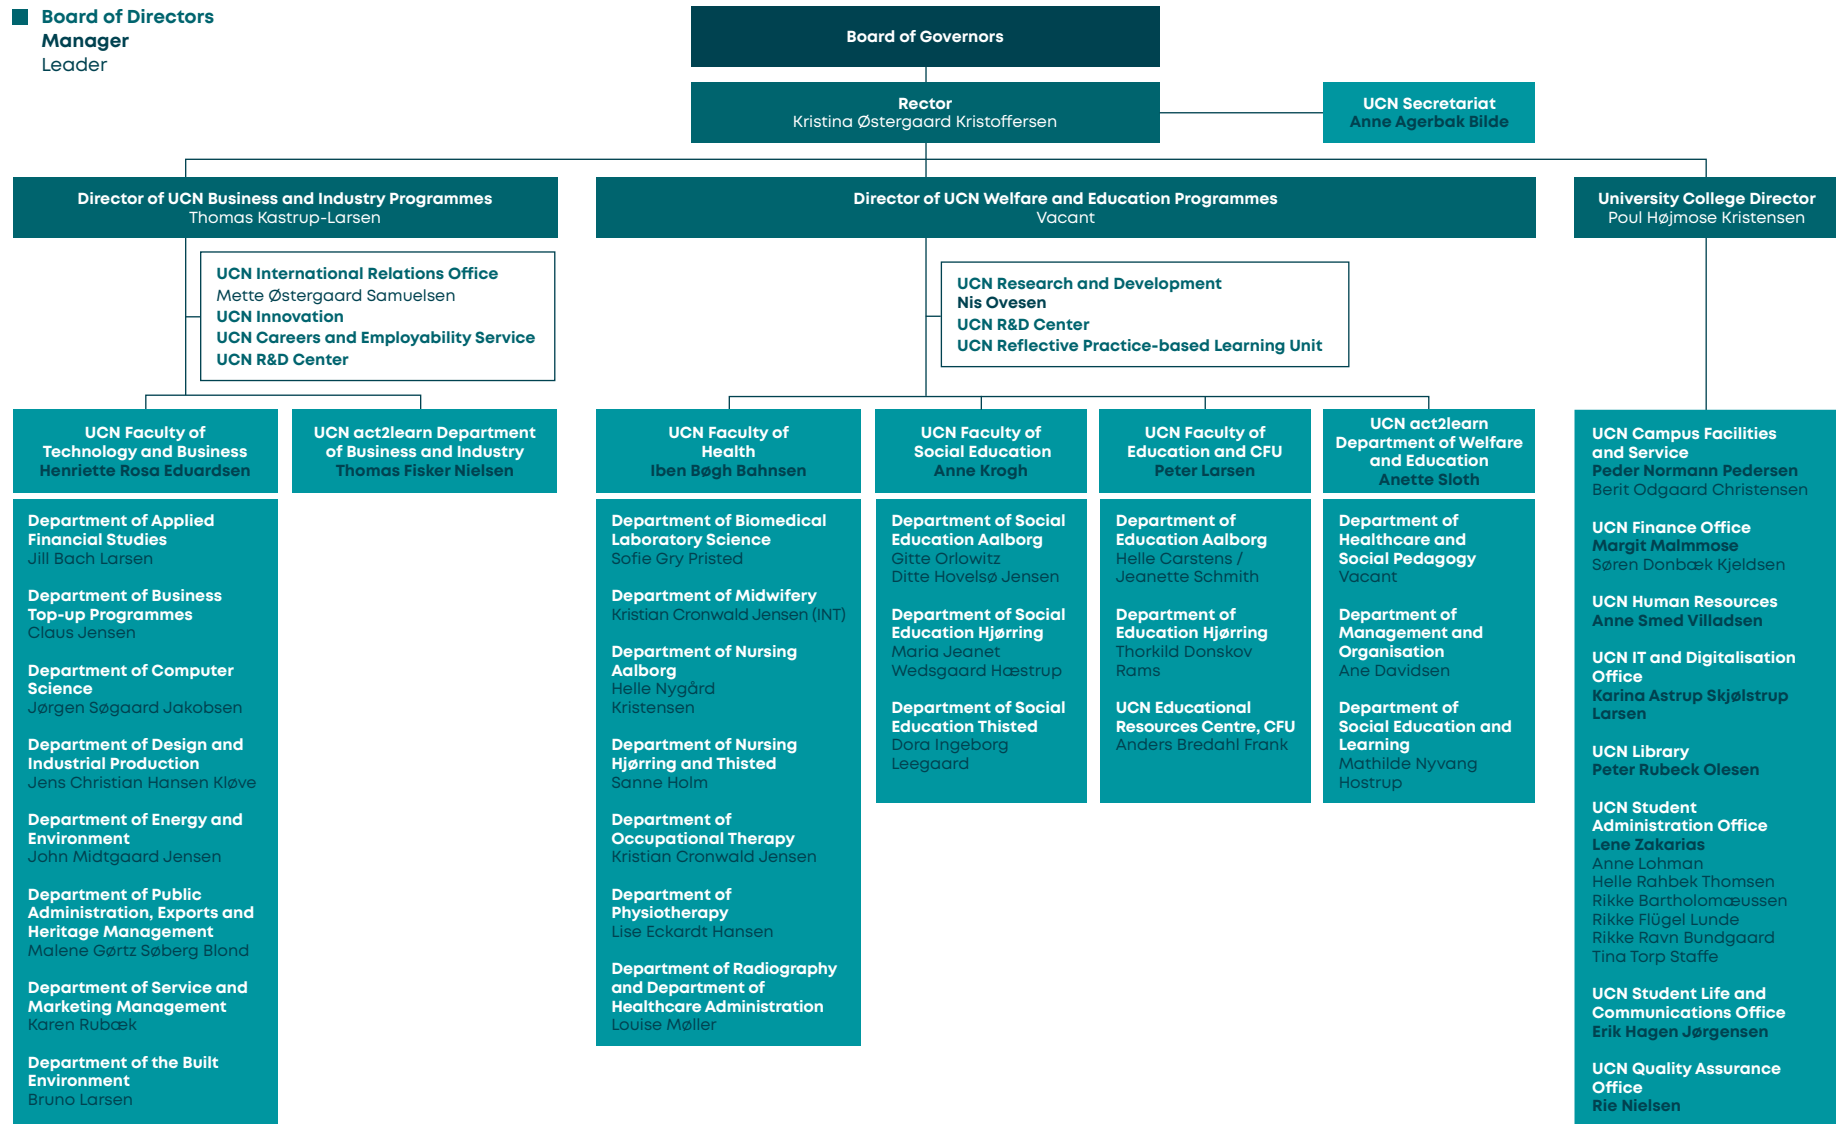 Board of Directors
Manager
Leader
Board of Governors
Rector
Kristina Østergaard Kristoffersen
UCN Secretariat
Anne Agerbak Bilde
Director of UCN Business and Industry Programmes
Thomas Kastrup-Larsen
Director of UCN Welfare and Education Programmes
Vacant
University College Director
Poul Højmose Kristensen
UCN International Relations Office
Mette Østergaard Samuelsen
UCN Innovation
UCN Careers and Employability Service
UCN R&D Center
UCN Research and Development
Nis Ovesen
UCN R&D Center
UCN Reflective Practice-based Learning Unit
UCN Faculty of
Technology and Business
Henriette Rosa Eduardsen
UCN act2learn Department
of Business and Industry
Thomas Fisker Nielsen
UCN Faculty of
Health
Iben Bøgh Bahnsen
UCN Faculty of
Social Education
Anne Krogh
UCN Faculty of
Education and CFU
Peter Larsen
UCN act2learn
Department of Welfare
and Education
Anette Sloth
Department of Applied
Financial Studies
Jill Bach Larsen
Department of Business
Top-up Programmes
Claus Jensen
Department of Computer
Science
Jørgen Søgaard Jakobsen
Department of Design and
Industrial Production
Jens Christian Hansen Kløve
Department of Energy and
Environment
John Midtgaard Jensen
Department of Public
Administration, Exports and
Heritage Management
Malene Gørtz Søberg Blond
Department of Service and
Marketing Management
Karen Rubæk
Department of the Built
Environment
Bruno Larsen
Department of Biomedical
Laboratory Science
Sofie Gry Pristed
Department of Midwifery
Kristian Cronwald Jensen (INT)
Department of Nursing
Aalborg
Helle Nygård
Kristensen
Department of Nursing
Hjørring and Thisted
Sanne Holm
Department of
Occupational Therapy
Kristian Cronwald Jensen
Department of
Physiotherapy
Lise Eckardt Hansen
Department of Radiography
and Department of
Healthcare Administration
Louise Møller
Department of Social
Education Aalborg
Gitte Orlowitz
Ditte Hovelsø Jensen
Department of Social
Education Hjørring
Maria Jeanet
Wedsgaard Hæstrup
Department of Social
Education Thisted
Dora Ingeborg
Leegaard
Department of
Education Aalborg
Helle Carstens /
Jeanette Schmith
Department of
Education Hjørring
Thorkild Donskov
Rams
UCN Educational
Resources Centre, CFU
Anders Bredahl Frank
Department of
Healthcare and
Social Pedagogy
Vacant
Department of
Management and
Organisation
Ane Davidsen
Department of
Social Education and
Learning
Mathilde Nyvang
Hostrup
UCN Campus Facilities
and Service
Peder Normann Pedersen
Berit Odgaard Christensen
UCN Finance Office
Margit Malmmose
Søren Donbæk Kjeldsen
UCN Human Resources
Anne Smed Villadsen
UCN IT and Digitalisation
Office
Karina Astrup Skjølstrup
Larsen
UCN Library
Peter Rubeck Olesen
UCN Student
Administration Office
Lene Zakarias
Anne Lohman
Helle Rahbek Thomsen
Rikke Bartholomæussen
Rikke Flügel Lunde
Rikke Ravn Bundgaard
Tina Torp Staffe
UCN Student Life and
Communications Office
Erik Hagen Jørgensen
UCN Quality Assurance
Office
Rie Nielsen